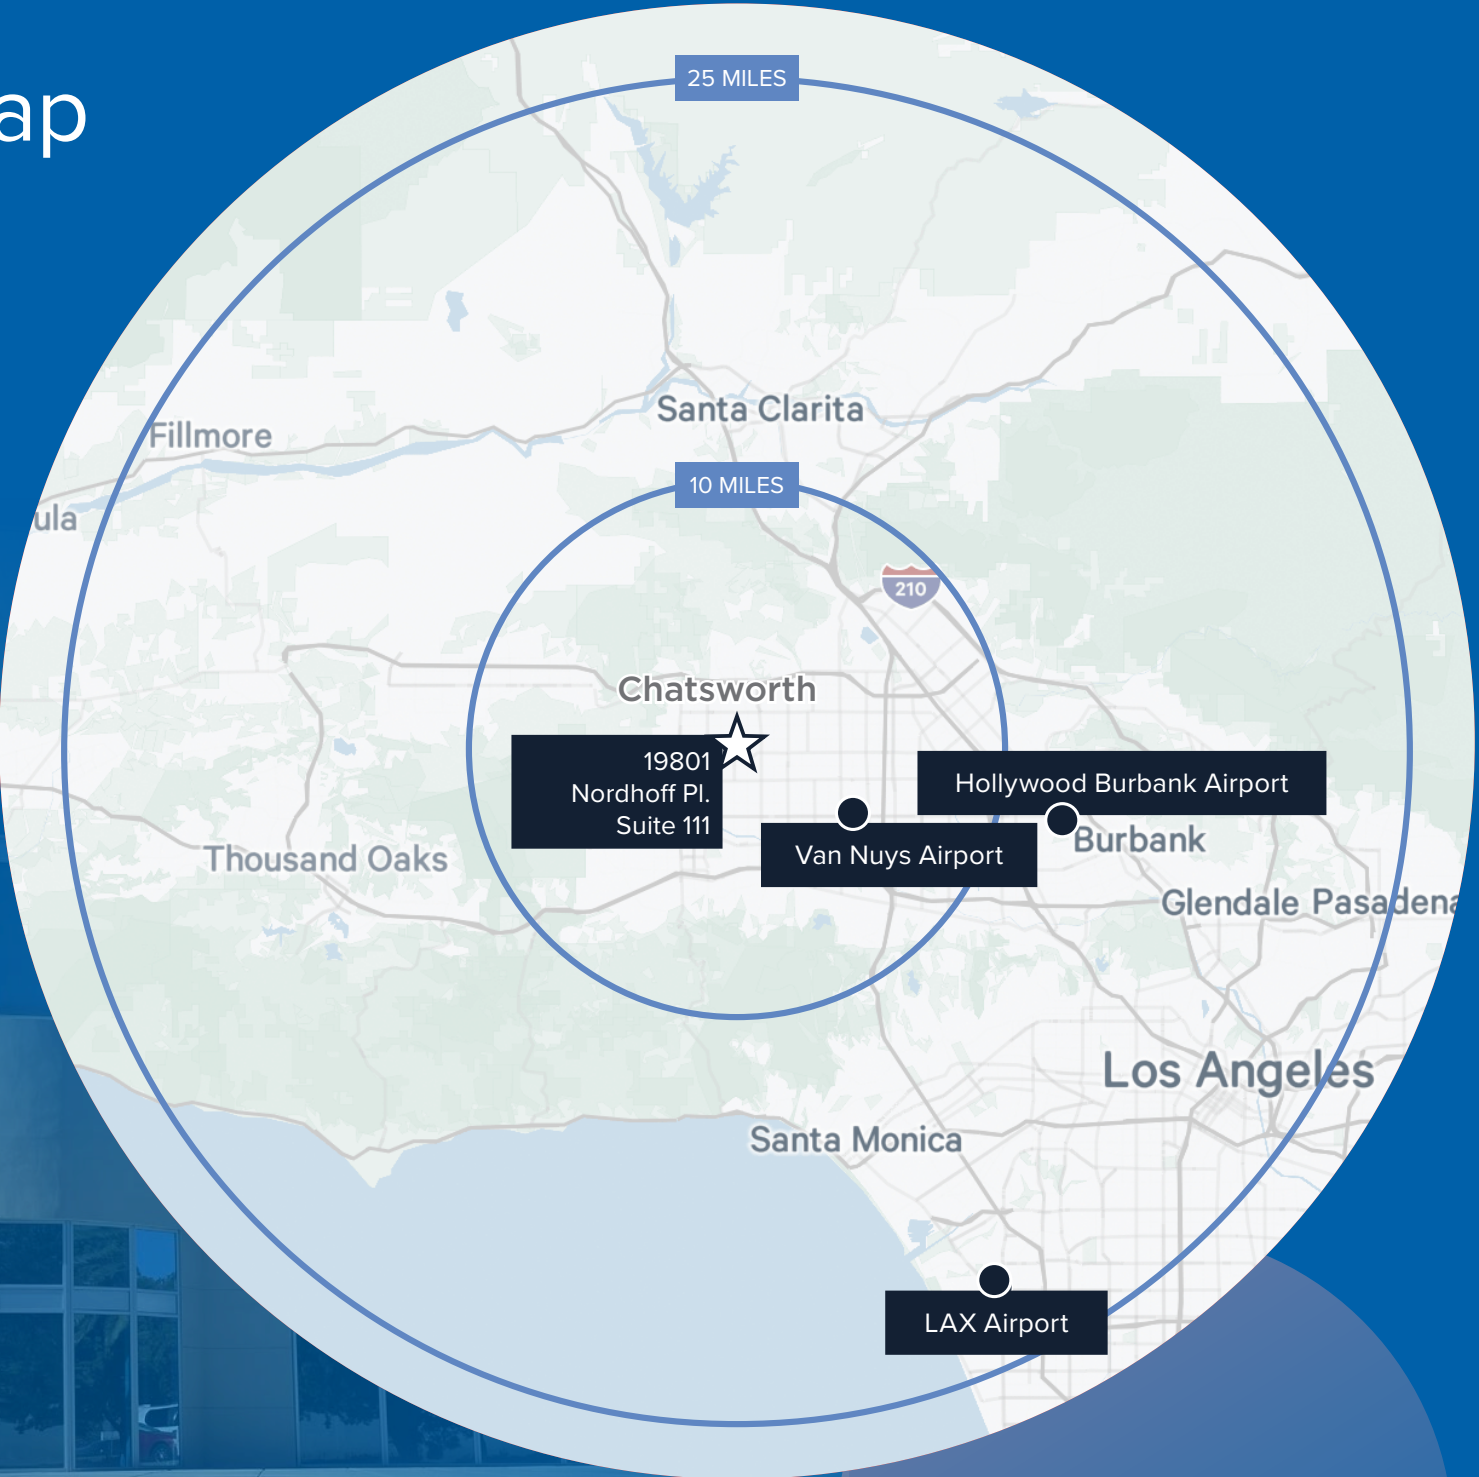 ap
25 MILES
Santa Clarita
Fillmore
10 MILES
ula
210
Chatsworth
19801
Nordhoff Pl.
Suite 111
Hollywood Burbank Airport
Van Nuys Airport
Burbank
Thousand Oaks
Glendale
Pasadena
Los Angeles
Santa Monica
LAX Airport